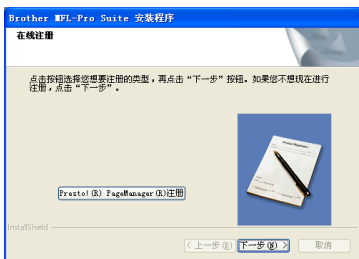 Brother MFL-Pro Suite 安装程序
在线注册
点击按钮选择您想要注册的类型，再点击“下一步”按钮。如果您不想现在进行
注册，点击“下一步”。
Presto! (R) PageManager (R)注册
InstallShield
< 上一步(B) 下一步(N) > 取消